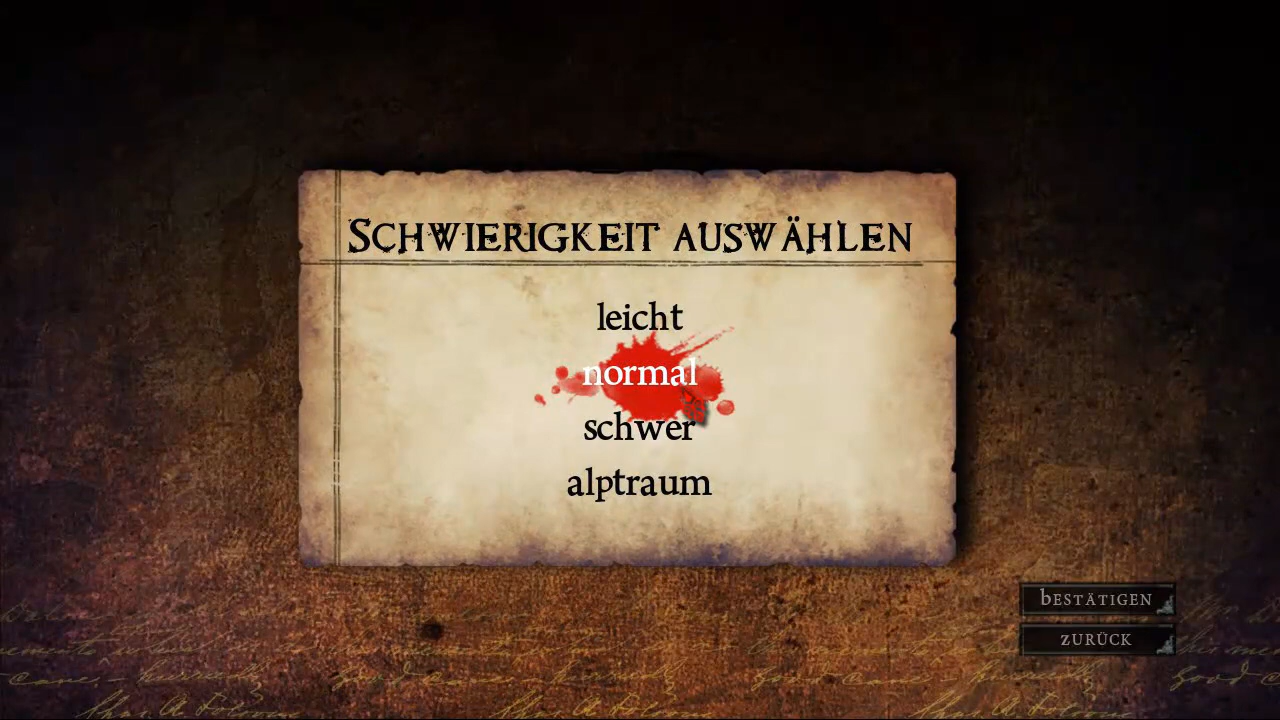 Schwierigkeit auswählen
leicht
normal
schwer
alptraum
bestätigen
zurück